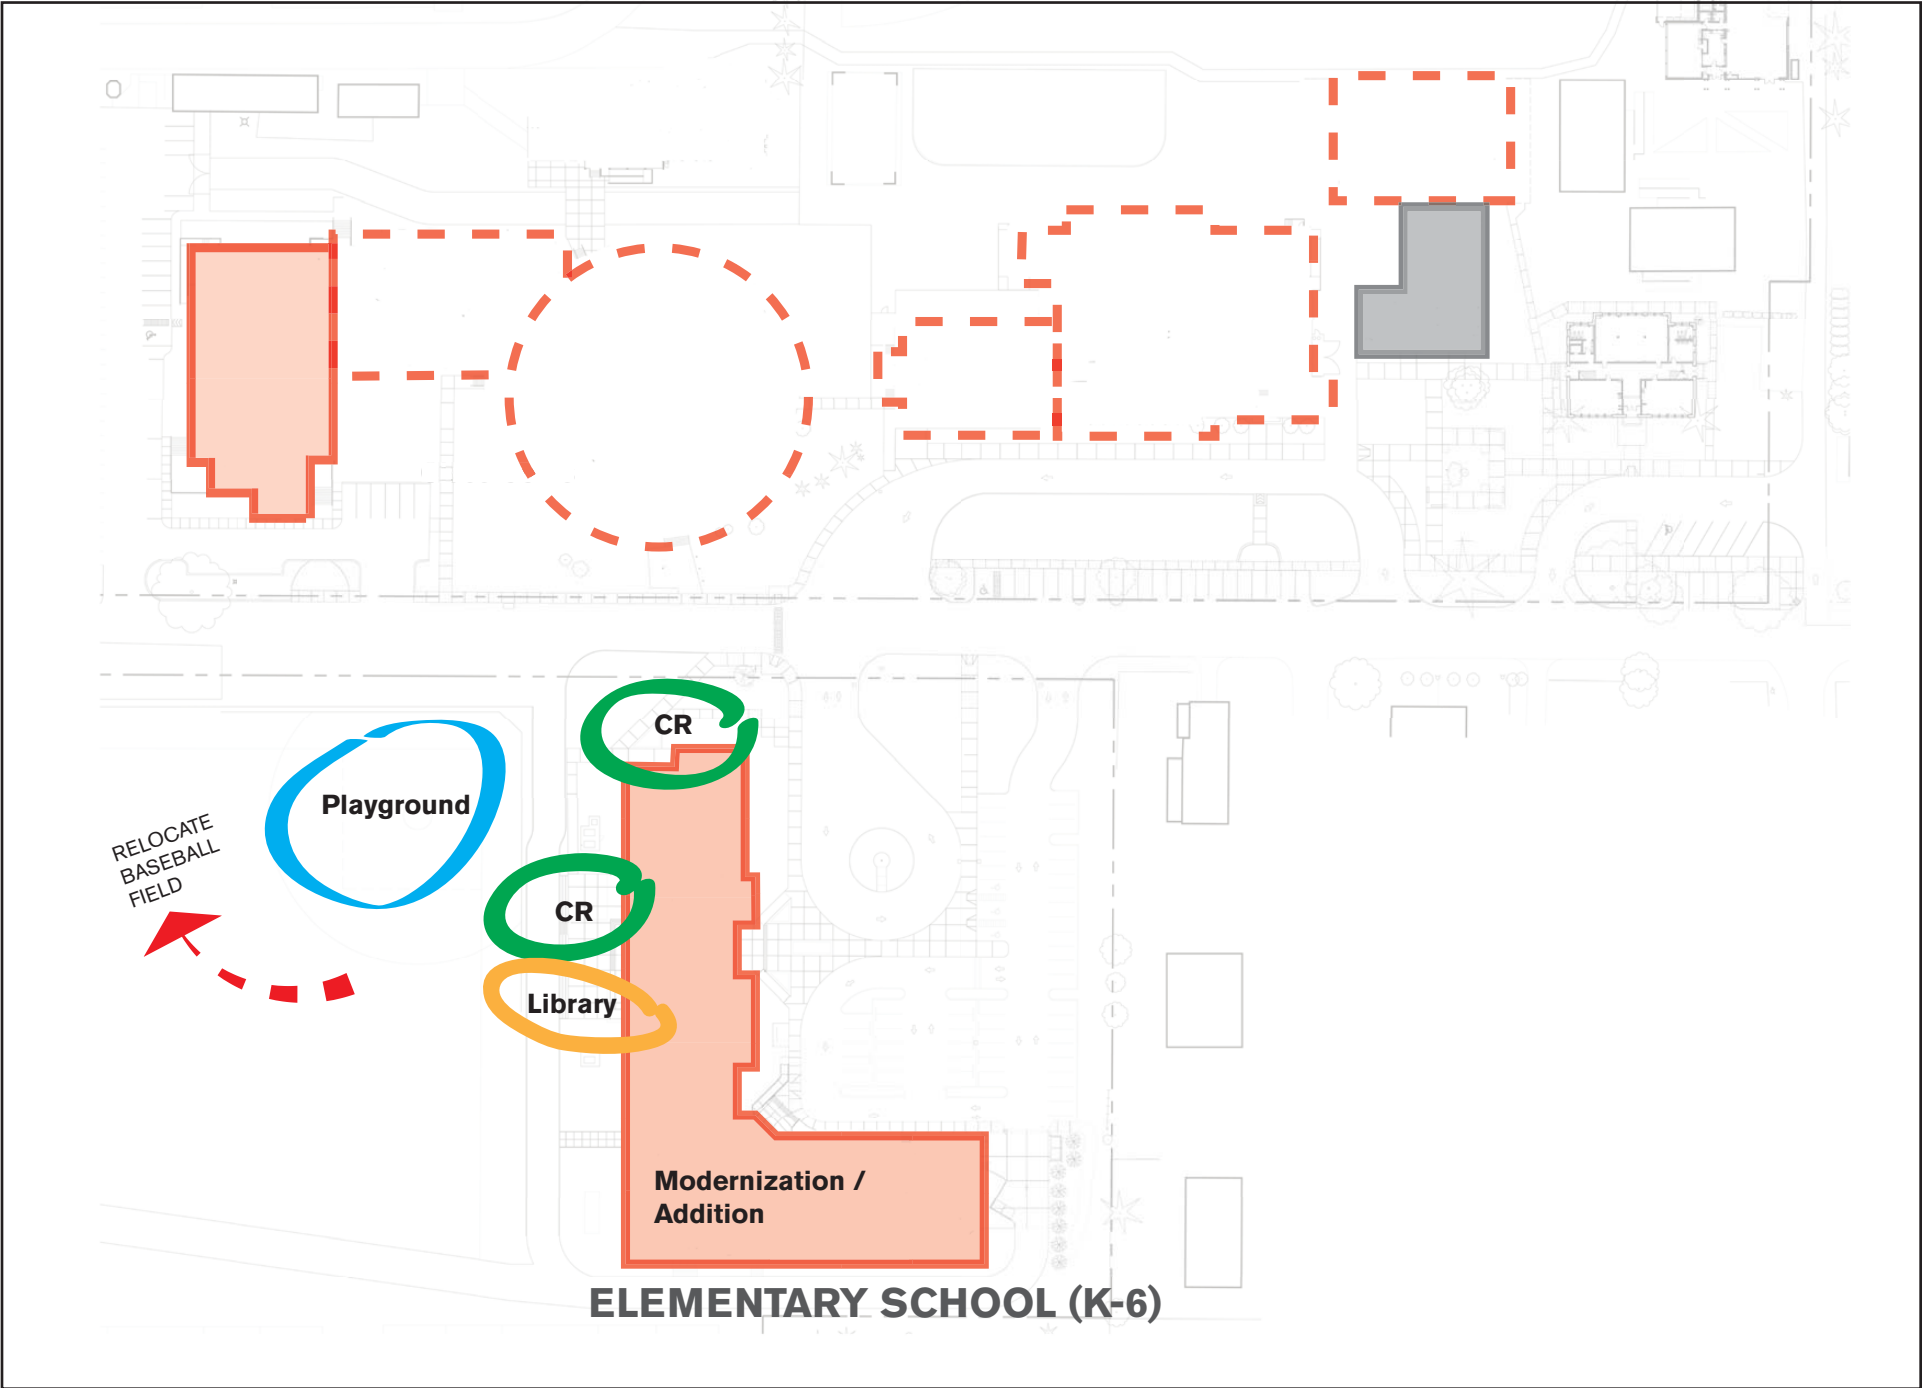 CR
Playground
RELOCATE
BASEBALL
FIELD
CR
Library
Modernization /
Addition
ELEMENTARY SCHOOL (K-6)